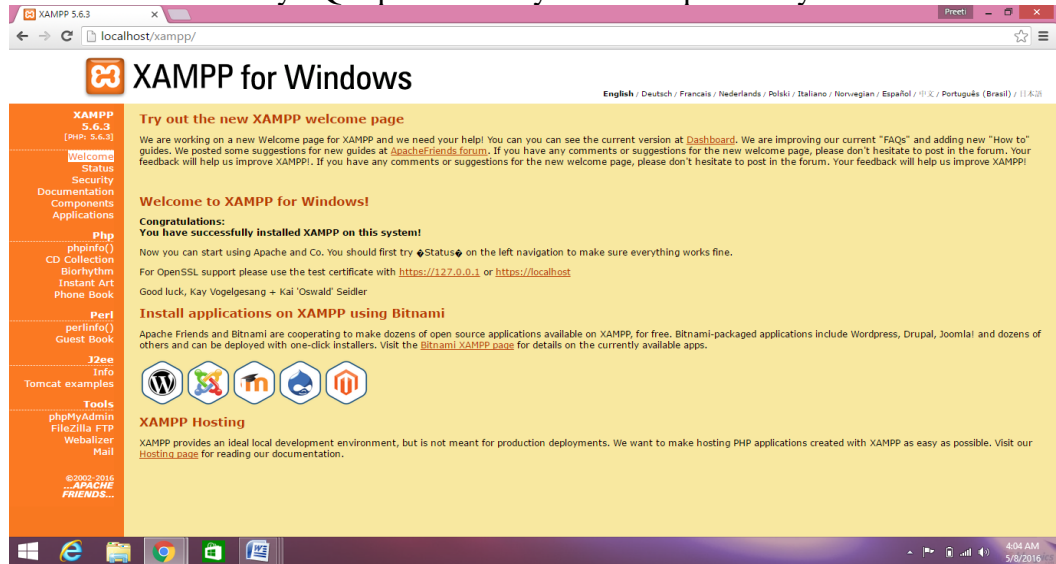 XAMPP 5.6.3
Preeti
localhost/xampp/
XAMPP for Windows
English / Deutsch / Francais / Nederlands / Polski / Italiano / Norwegian / Español / 中文 / Português (Brasil) / 日本語
XAMPP
5.6.3
[PHP: 5.6.3]
Welcome
Status
Security
Documentation
Components
Applications
Php
phpinfo()
CD Collection
Biorhythm
Instant Art
Phone Book
Perl
perlinfo()
Guest Book
J2ee
Info
Tomcat examples
Tools
phpMyAdmin
FileZilla FTP
Webalizer
Mail
©2002-2016
...APACHE
FRIENDS...
Try out the new XAMPP welcome page
We are working on a new Welcome page for XAMPP and we need your help! You can you can see the current version at Dashboard. We are improving our current "FAQs" and adding new "How to"
guides. We posted some suggestions for new guides at ApacheFriends forum. If you have any comments or suggestions for the new welcome page, please don't hesitate to post in the forum. Your
feedback will help us improve XAMPP!. If you have any comments or suggestions for the new welcome page, please don't hesitate to post in the forum. Your feedback will help us improve XAMPP!
Welcome to XAMPP for Windows!
Congratulations:
You have successfully installed XAMPP on this system!
Now you can start using Apache and Co. You should first try �Status� on the left navigation to make sure everything works fine.
For OpenSSL support please use the test certificate with https://127.0.0.1 or https://localhost
Good luck, Kay Vogelgesang + Kai 'Oswald' Seidler
Install applications on XAMPP using Bitnami
Apache Friends and Bitnami are cooperating to make dozens of open source applications available on XAMPP, for free. Bitnami-packaged applications include Wordpress, Drupal, Joomla! and dozens of
others and can be deployed with one-click installers. Visit the Bitnami XAMPP page for details on the currently available apps.
XAMPP Hosting
XAMPP provides an ideal local development environment, but is not meant for production deployments. We want to make hosting PHP applications created with XAMPP as easy as possible. Visit our
Hosting page for reading our documentation.
4:04 AM
5/8/2016